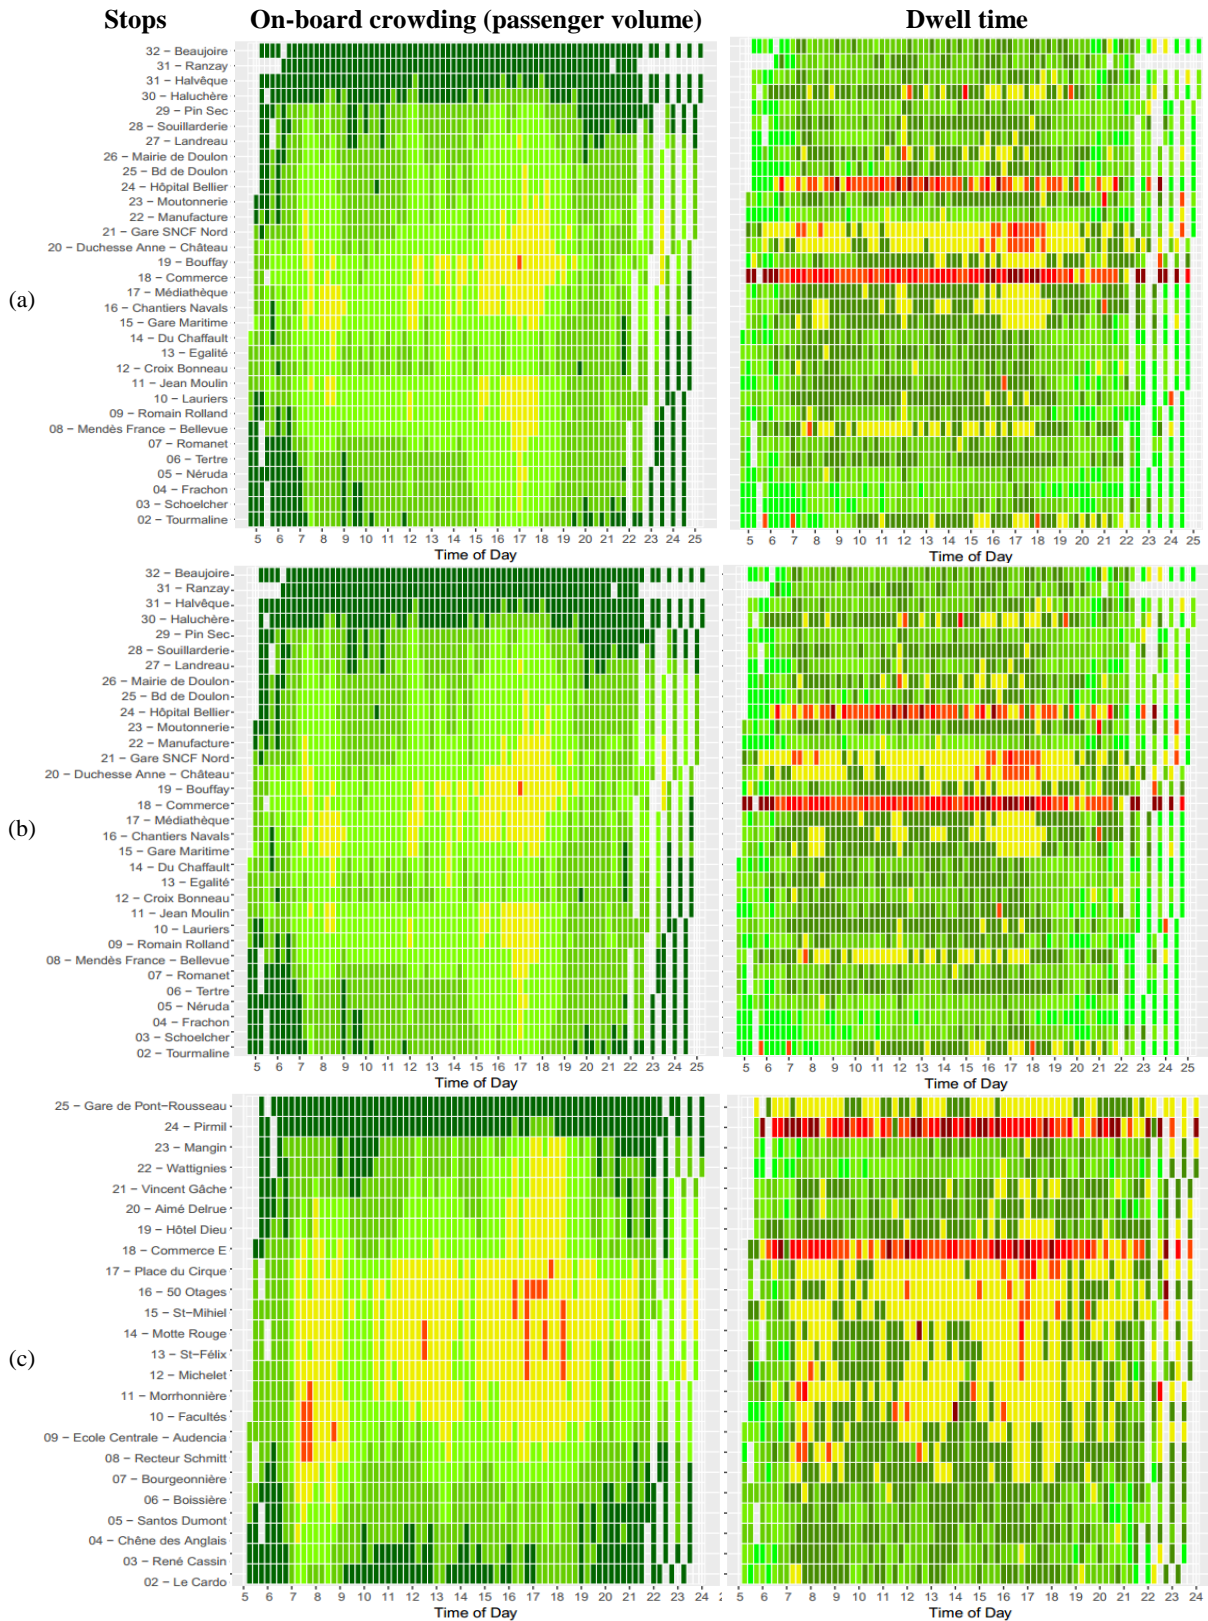 Stops On-board crowding (passenger volume) Dwell time
32 − Beaujoire
31 − Ranzay
31 − Halvêque
30 − Haluchère
29 − Pin Sec
28 − Souillarderie
27 − Landreau
26 − Mairie de Doulon
25 − Bd de Doulon
24 − Hôpital Bellier
23 − Moutonnerie
22 − Manufacture
21 − Gare SNCF Nord
20 − Duchesse Anne − Château
19 − Bouffay
18 − Commerce
17 − Médiathèque
(a)
16 − Chantiers Navals
15 − Gare Maritime
14 − Du Chaffault
13 − Egalité
12 − Croix Bonneau
11 − Jean Moulin
10 − Lauriers
09 − Romain Rolland
08 − Mendès France − Bellevue
07 − Romanet
06 − Tertre
05 − Néruda
04 − Frachon
03 − Schoelcher
02 − Tourmaline
5 6 7 8 9 10 11 12 13 14 15 16 17 18 19 20 21 22 23 24 25 5 6 7 8 9 10 11 12 13 14 15 16 17 18 19 20 21 22 23 24 25
Time of Day Time of Day
32 − Beaujoire
31 − Ranzay
31 − Halvêque
30 − Haluchère
29 − Pin Sec
28 − Souillarderie
27 − Landreau
26 − Mairie de Doulon
25 − Bd de Doulon
24 − Hôpital Bellier
23 − Moutonnerie
22 − Manufacture
21 − Gare SNCF Nord
20 − Duchesse Anne − Château
19 − Bouffay
18 − Commerce
17 − Médiathèque
(b)
16 − Chantiers Navals
15 − Gare Maritime
14 − Du Chaffault
13 − Egalité
12 − Croix Bonneau
11 − Jean Moulin
10 − Lauriers
09 − Romain Rolland
08 − Mendès France − Bellevue
07 − Romanet
06 − Tertre
05 − Néruda
04 − Frachon
03 − Schoelcher
02 − Tourmaline
5 6 7 8 9 10 11 12 13 14 15 16 17 18 19 20 21 22 23 24 25 5 6 7 8 9 10 11 12 13 14 15 16 17 18 19 20 21 22 23 24 25
Time of Day Time of Day
25 − Gare de Pont−Rousseau
24 − Pirmil
23 − Mangin
22 − Wattignies
21 − Vincent Gâche
20 − Aimé Delrue
19 − Hôtel Dieu
18 − Commerce E
17 − Place du Cirque
16 − 50 Otages
15 − St−Mihiel
14 − Motte Rouge
13 − St−Félix
(c)
12 − Michelet
11 − Morrhonnière
10 − Facultés
09 − Ecole Centrale − Audencia
08 − Recteur Schmitt
07 − Bourgeonnière
06 − Boissière
05 − Santos Dumont
04 − Chêne des Anglais
03 − René Cassin
02 − Le Cardo
5 6 7 8 9 10 11 12 13 14 15 16 17 18 19 20 21 22 23 24 5 6 7 8 9 10 11 12 13 14 15 16 17 18 19 20 21 22 23 24
Time of Day Time of Day